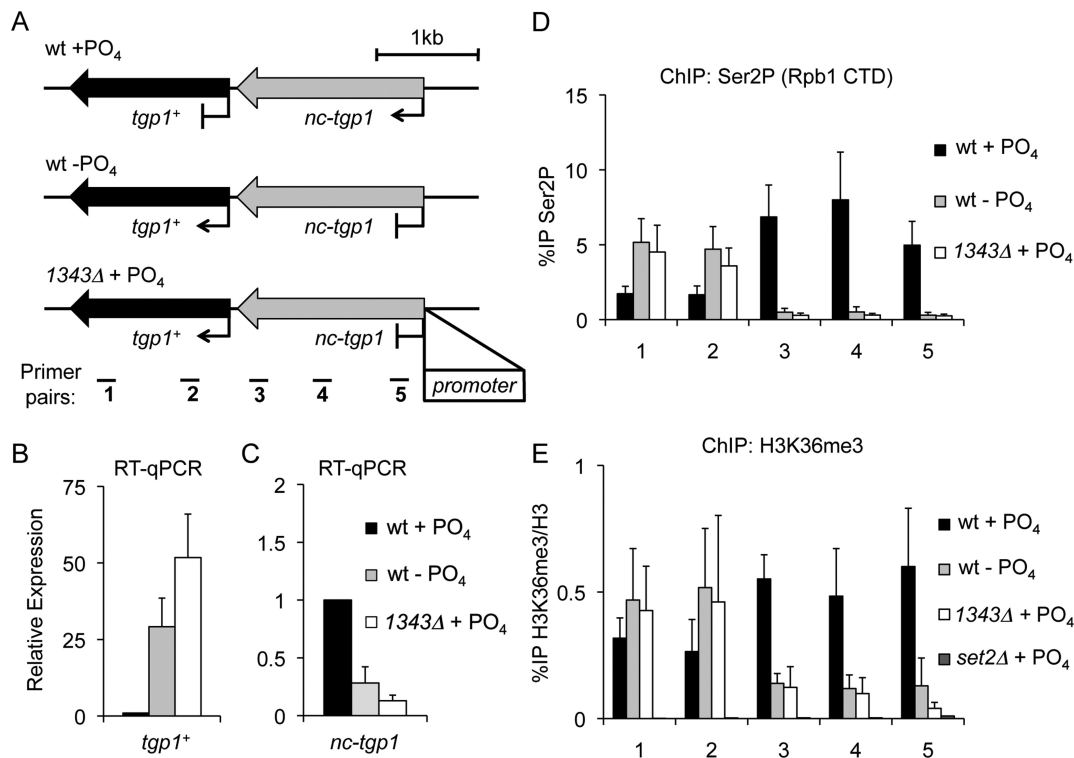 A
wt +PO4
1kb
tgp1+
nc-tgp1
wt -PO4
tgp1+
nc-tgp1
1343Δ + PO4
tgp1+
nc-tgp1
promoter
Primer
pairs:
1 2 3 4 5
B
RT-qPCR
Relative Expression
75
50
25
0
tgp1+
C
RT-qPCR
2
1.5
1
0.5
0
nc-tgp1
wt + PO4
wt - PO4
1343Δ + PO4
D
ChIP: Ser2P (Rpb1 CTD)
%IP Ser2P
15
10
5
0
1 2 3 4 5
wt + PO4
wt - PO4
1343Δ + PO4
E
ChIP: H3K36me3
%IP H3K36me3/H3
1
0.5
0
1 2 3 4 5
wt + PO4
wt - PO4
1343Δ + PO4
set2Δ + PO4